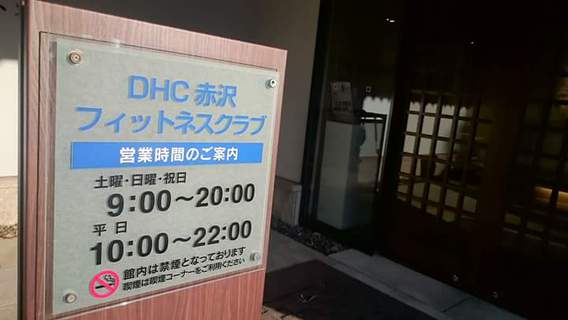 DHC 赤沢
フィットネスクラブ
営業時間のご案内
土曜・日曜・祝日
9:00～20:00
平日
10:00～22:00
館内は禁煙となっております
喫煙は喫煙コーナーをご利用ください